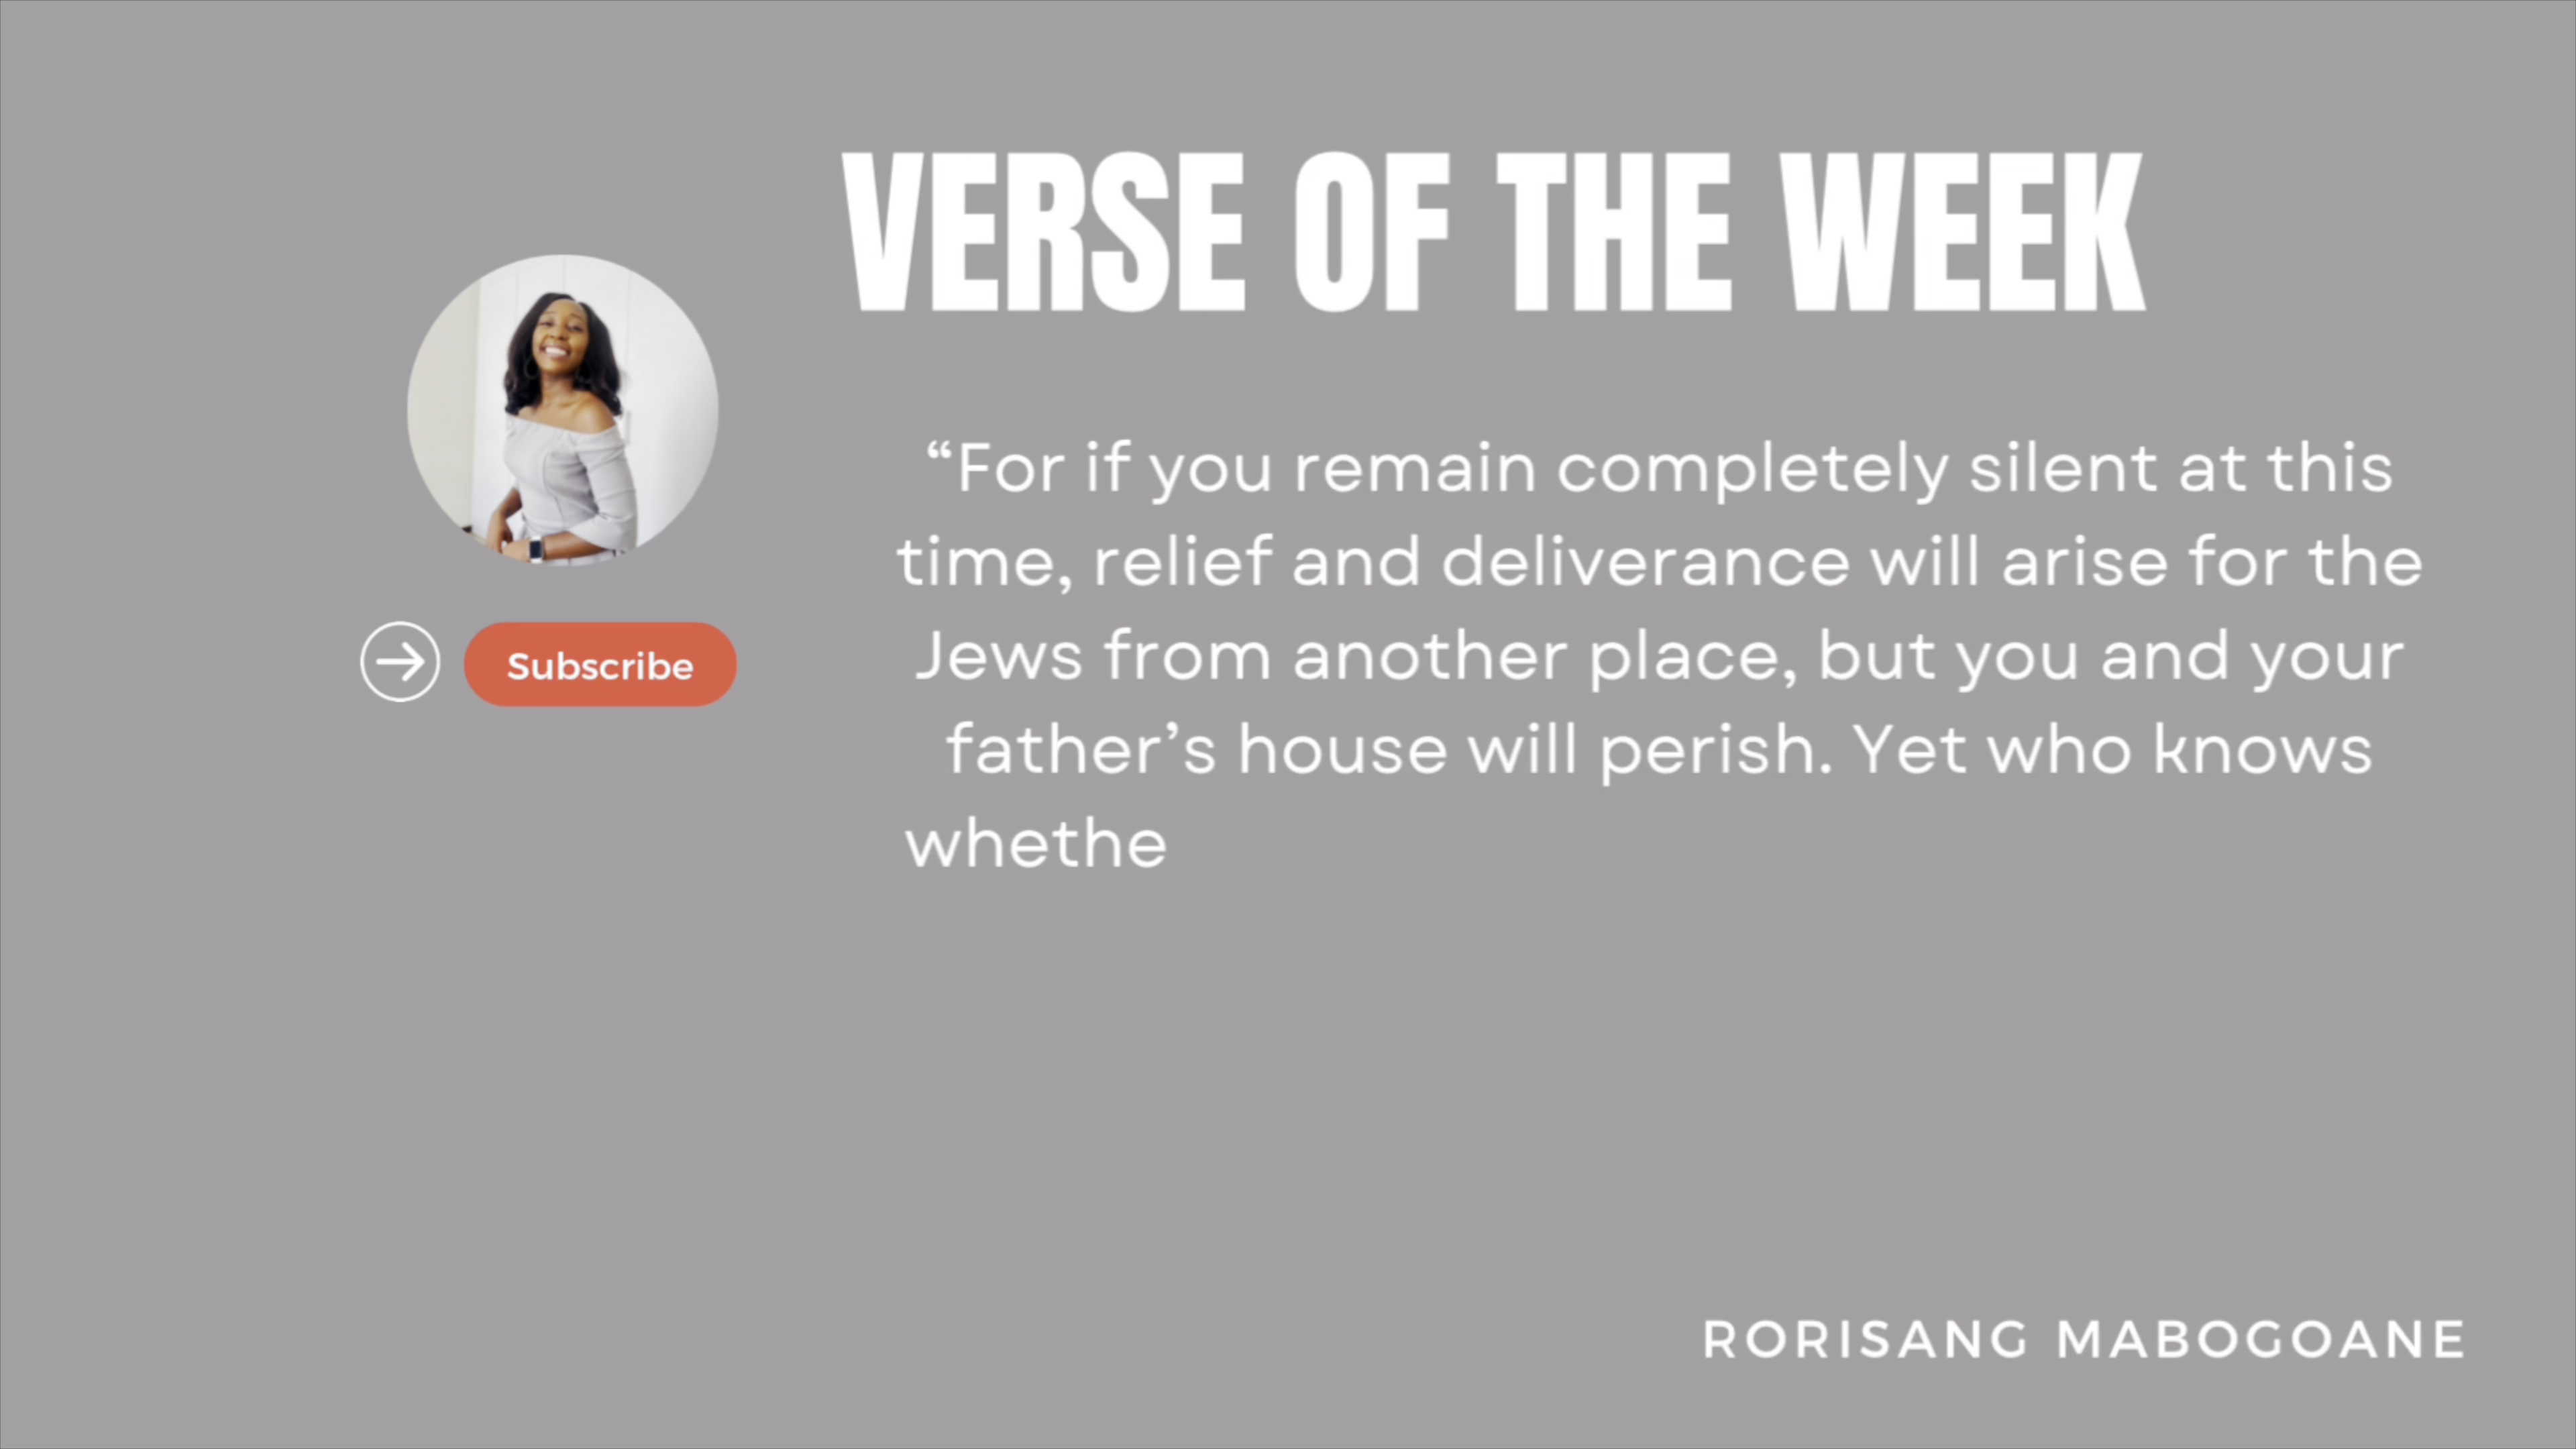 VERSE OF THE WEEK
“For if you remain completely silent at this
time, relief and deliverance will arise for the
Jews from another place, but you and your
father’s house will perish. Yet who knows
whethe
Subscribe
RORISANG MABOGOANE